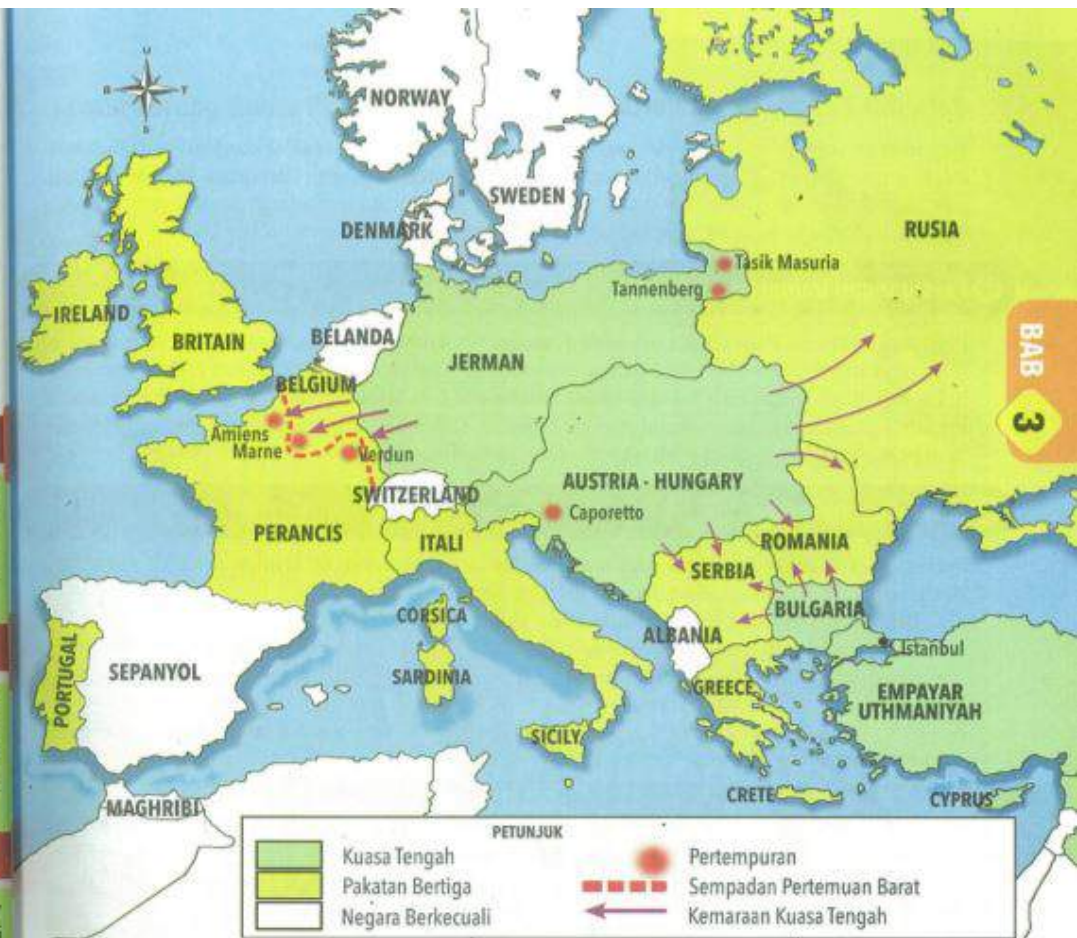 U
B
T
S
NORWAY
SWEDEN
DENMARK
RUSIA
Tasik Masuria
Tannenberg
IRELAND
BRITAIN
BELANDA
JERMAN
BELGIUM
Amiens
Marne
Verdun
SWITZERLAND
AUSTRIA - HUNGARY
Caporetto
PERANCIS
ITALI
ROMANIA
SERBIA
BULGARIA
CORSICA
ALBANIA
Istanbul
SEPANYOL
PORTUGAL
SARDINIA
GREECE
EMPAYAR
UTHMANIYAH
SICILY
CRETE
CYPRUS
MAGHRIBI
BAB
3
PETUNJUK
Kuasa Tengah
Pakatan Bertiga
Negara Berkecuali
Pertempuran
Sempadan Pertemuan Barat
Kemaraan Kuasa Tengah